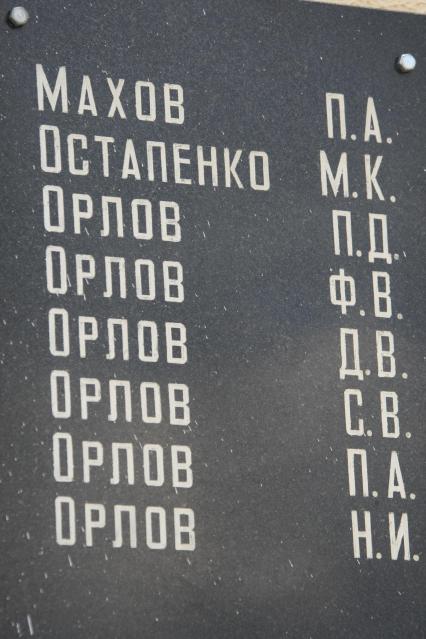 Махов П.А.
Остапенко М.К.
Орлов П.Д.
Орлов Ф.В.
Орлов Д.В.
Орлов С.В.
Орлов П.А.
Орлов Н.И.